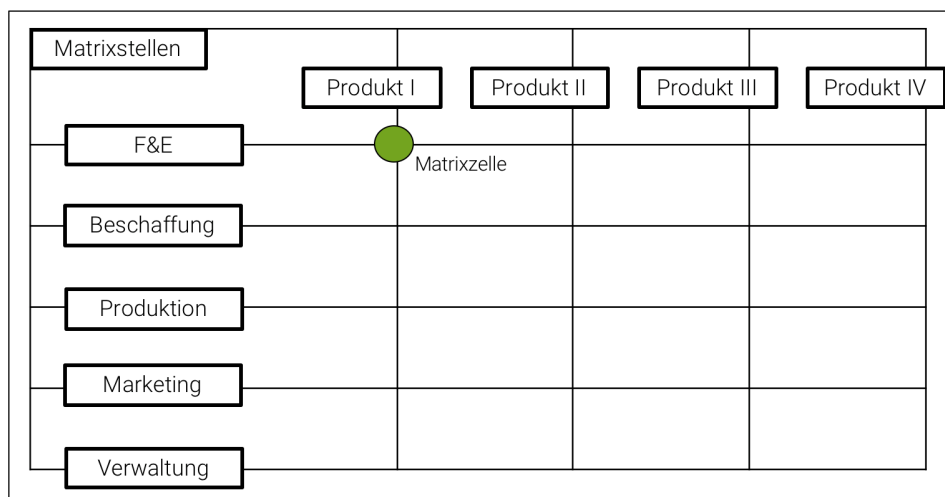 Matrixstellen
Produkt I
Produkt II
Produkt III
Produkt IV
F&E
Matrixzelle
Beschaffung
Produktion
Marketing
Verwaltung